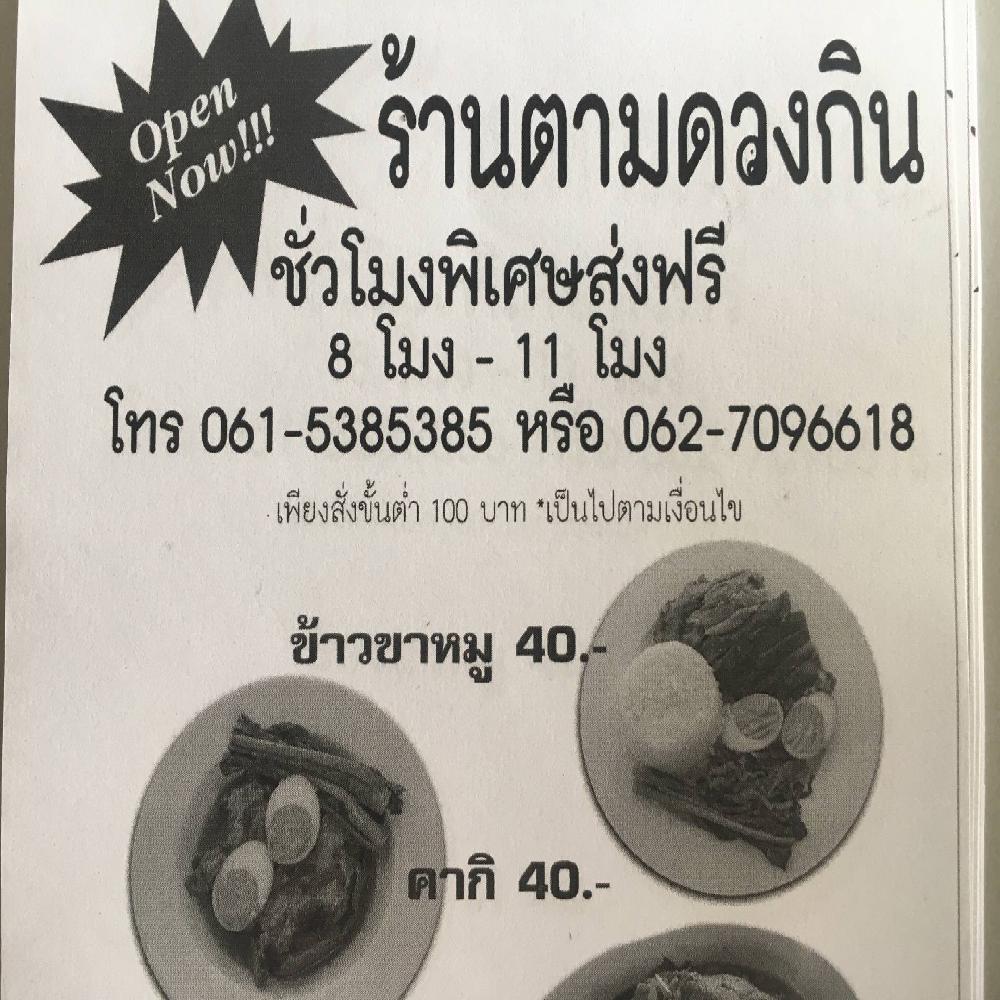 Open
Now!!!
ร้านตามดวงกิน
ชั่วโมงพิเศษส่งฟรี
8 โมง - 11 โมง
โทร 061-5385385 หรือ 062-7096618
เพียงสั่งขั้นต่ำ 100 บาท *เป็นไปตามเงื่อนไข
ข้าวขาหมู 40.-
คากิ 40.-